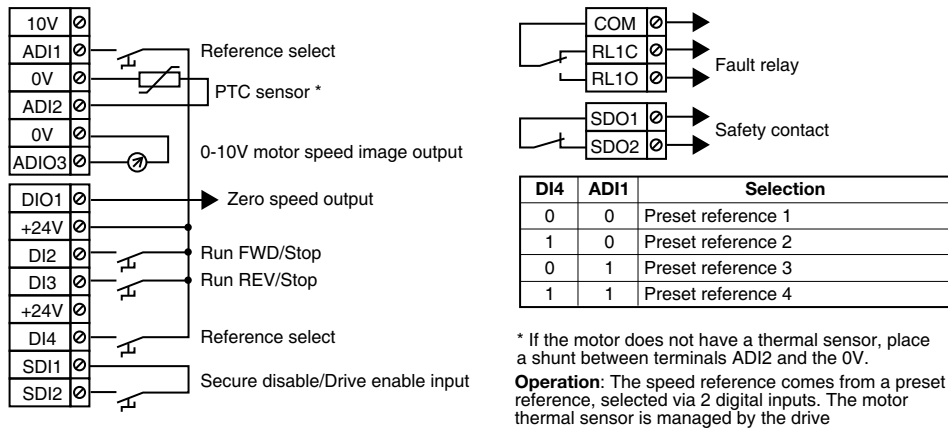 10V
ADI1
Reference select
0V
PTC sensor *
ADI2
0V
ADIO3
0-10V motor speed image output
DIO1
Zero speed output
+24V
DI2
Run FWD/Stop
DI3
Run REV/Stop
+24V
DI4
Reference select
SDI1
Secure disable/Drive enable input
SDI2
COM
RL1C
Fault relay
RL1O
SDO1
Safety contact
SDO2
DI4 ADI1 Selection
0 0 Preset reference 1
1 0 Preset reference 2
0 1 Preset reference 3
1 1 Preset reference 4
* If the motor does not have a thermal sensor, place
a shunt between terminals ADI2 and the 0V.
Operation: The speed reference comes from a preset
reference, selected via 2 digital inputs. The motor
thermal sensor is managed by the drive